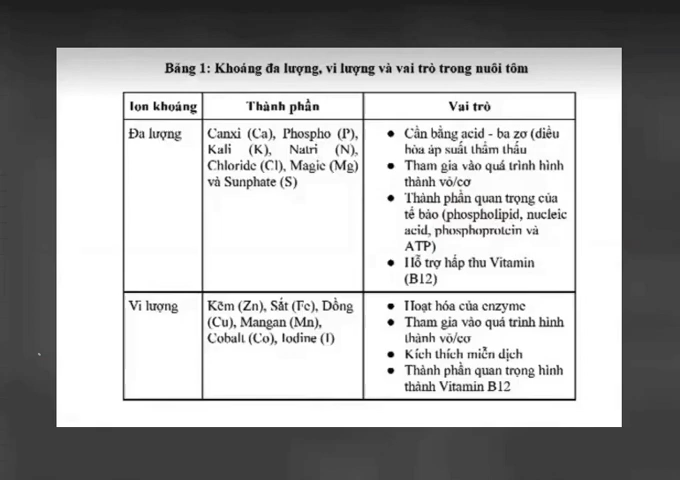 Bảng 1: Khoáng đa lượng, vi lượng và vai trò trong nuôi tôm
Ion khoáng
Thành phần
Vai trò
Đa lượng
Canxi (Ca), Phospho (P),
Kali (K), Natri (N),
Chloride (Cl), Magie (Mg)
và Sunphate (S)
Cân bằng acid - ba zơ (điều
hòa áp suất thẩm thấu
Tham gia vào quá trình hình
thành vỏ/cơ
Thành phần quan trọng của
tế bào (phospholipid, nucleic
acid, phosphoprotein và
ATP)
Hỗ trợ hấp thu Vitamin
(B12)
Vi lượng
Kẽm (Zn), Sắt (Fe), Đồng
(Cu), Mangan (Mn),
Cobalt (Co), Iodine (I)
Hoạt hóa của enzyme
Tham gia vào quá trình hình
thành vỏ/cơ
Kích thích miễn dịch
Thành phần quan trọng hình
thành Vitamin B12